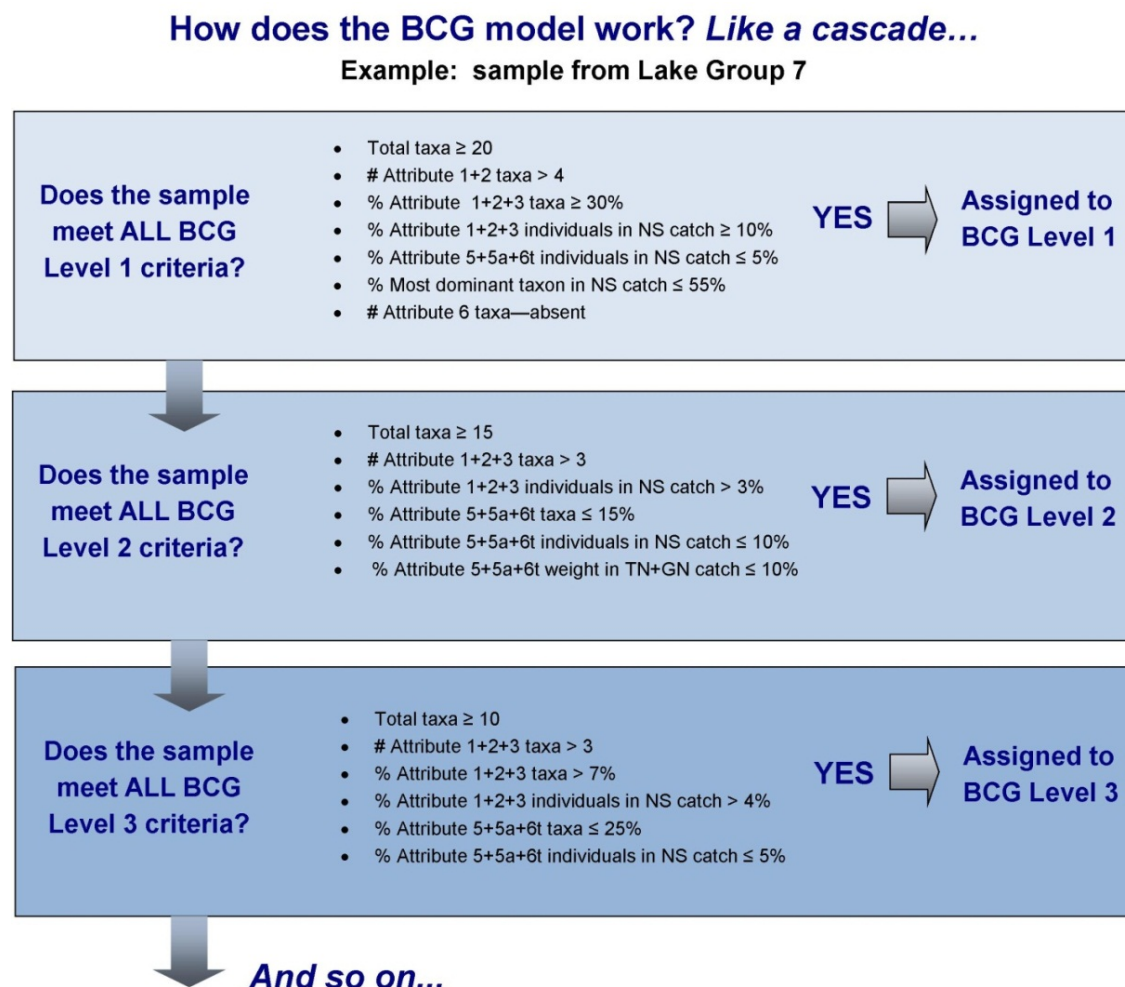 How does the BCG model work? Like a cascade…
Example: sample from Lake Group 7
Does the sample
meet ALL BCG
Level 1 criteria?
• Total taxa ≥ 20
• # Attribute 1+2 taxa > 4
• % Attribute 1+2+3 taxa ≥ 30%
• % Attribute 1+2+3 individuals in NS catch ≥ 10%
• % Attribute 5+5a+6t individuals in NS catch ≤ 5%
• % Most dominant taxon in NS catch ≤ 55%
• # Attribute 6 taxa—absent
YES
Assigned to
BCG Level 1
Does the sample
meet ALL BCG
Level 2 criteria?
• Total taxa ≥ 15
• # Attribute 1+2+3 taxa > 3
• % Attribute 1+2+3 individuals in NS catch > 3%
• % Attribute 5+5a+6t taxa ≤ 15%
• % Attribute 5+5a+6t individuals in NS catch ≤ 10%
• % Attribute 5+5a+6t weight in TN+GN catch ≤ 10%
YES
Assigned to
BCG Level 2
Does the sample
meet ALL BCG
Level 3 criteria?
• Total taxa ≥ 10
• # Attribute 1+2+3 taxa > 3
• % Attribute 1+2+3 taxa > 7%
• % Attribute 1+2+3 individuals in NS catch > 4%
• % Attribute 5+5a+6t taxa ≤ 25%
• % Attribute 5+5a+6t individuals in NS catch ≤ 5%
YES
Assigned to
BCG Level 3
And so on...